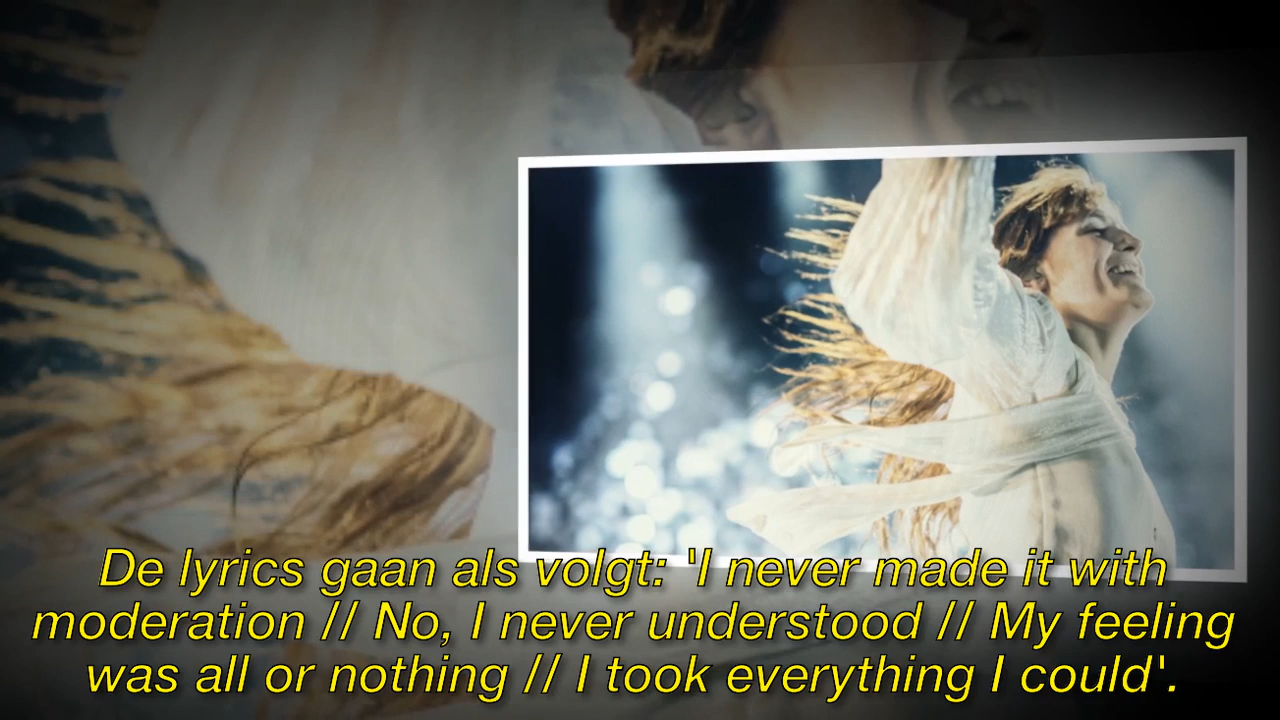 De lyrics gaan als volgt: 'I never made it with
moderation // No, I never understood // My feeling
was all or nothing // I took everything I could'.